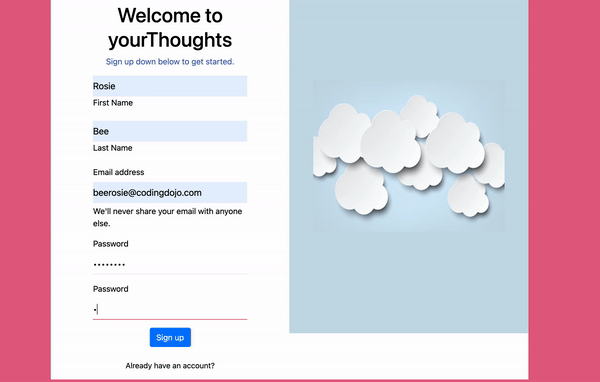 Welcome to
yourThoughts
Sign up down below to get started.
Rosie
First Name
Bee
Last Name
Email address
beerosie@codingdojo.com
We'll never share your email with anyone
else.
Password
••••••••
Password
•
Sign up
Already have an account?